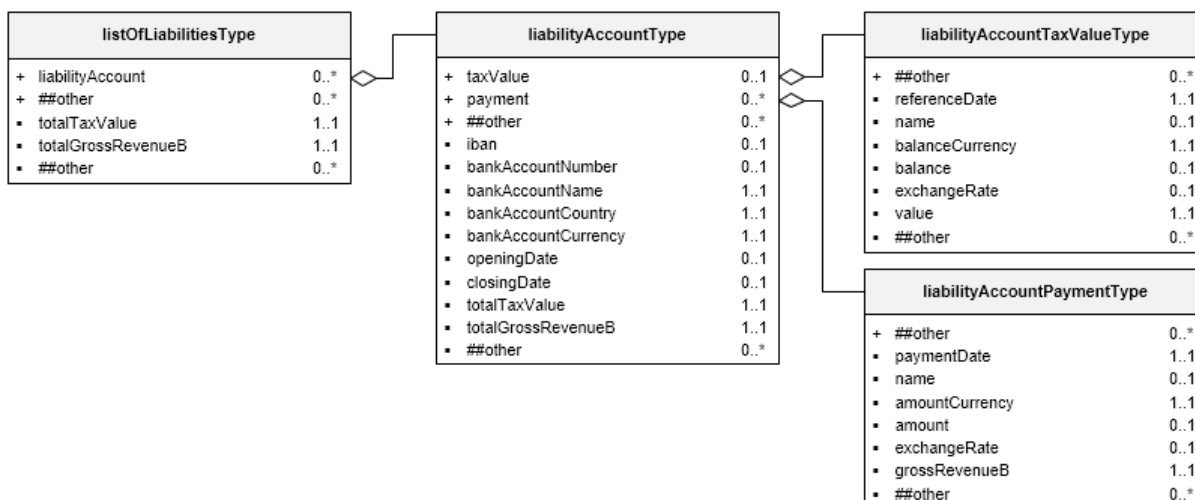 listOfLiabilitiesType
+ liabilityAccount 0..*
+ ##other 0..*
▪ totalTaxValue 1..1
▪ totalGrossRevenueB 1..1
▪ ##other 0..*
liabilityAccountType
+ taxValue 0..1
+ payment 0..*
+ ##other 0..*
▪ iban 0..1
▪ bankAccountNumber 0..1
▪ bankAccountName 1..1
▪ bankAccountCountry 1..1
▪ bankAccountCurrency 1..1
▪ openingDate 0..1
▪ closingDate 0..1
▪ totalTaxValue 1..1
▪ totalGrossRevenueB 1..1
▪ ##other 0..*
liabilityAccountTaxValueType
+ ##other 0..*
▪ referenceDate 1..1
▪ name 0..1
▪ balanceCurrency 1..1
▪ balance 0..1
▪ exchangeRate 0..1
▪ value 1..1
▪ ##other 0..*
liabilityAccountPaymentType
+ ##other 0..*
▪ paymentDate 1..1
▪ name 0..1
▪ amountCurrency 1..1
▪ amount 0..1
▪ exchangeRate 0..1
▪ grossRevenueB 1..1
▪ ##other 0..*